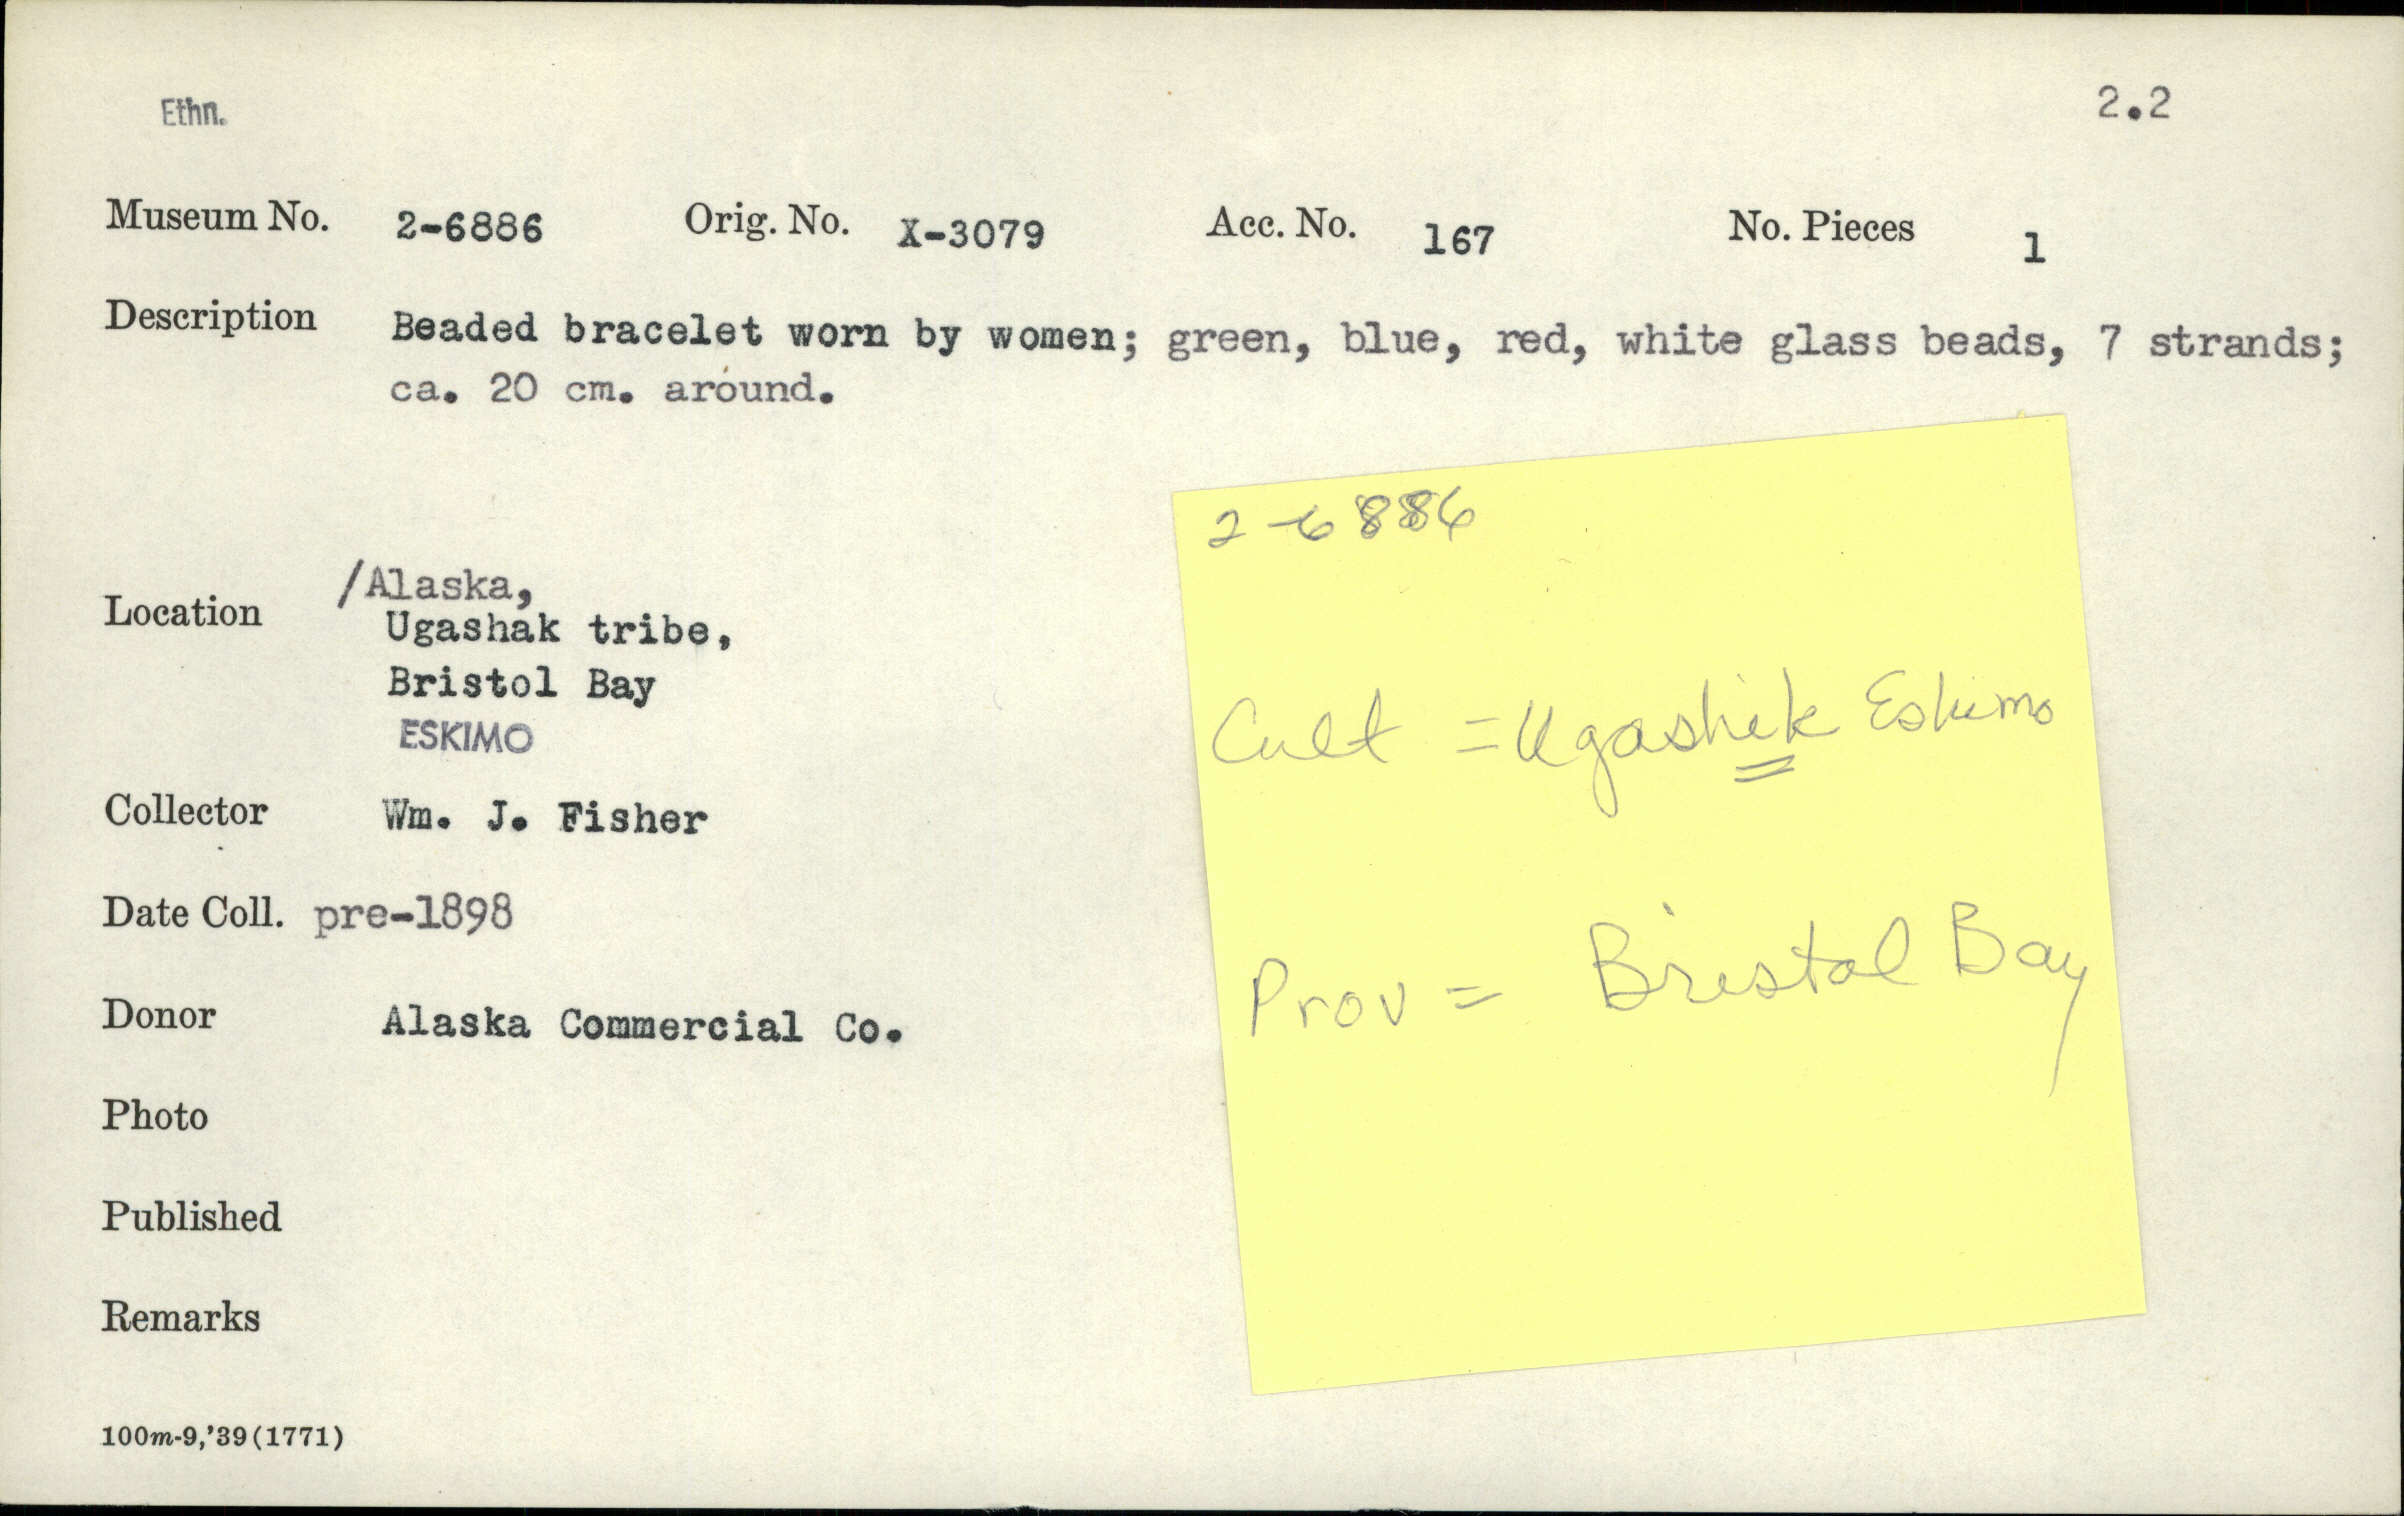 Ethn. 2.2
Museum No. 2-6886 Orig. No. X-3079 Acc. No. 167 No. Pieces 1
Description Beaded bracelet worn by women; green, blue, red, white glass beads, 7 strands;
ca. 20 cm. around.
/Alaska,
Location Ugashak tribe,
Bristol Bay
ESKIMO
Collector Wm. J. Fisher
Date Coll. pre-1898
Donor Alaska Commercial Co.
Photo
Published
Remarks
100m-9,'39(1771)
2-6886
Cult = Ugashik Eskimo
Prov = Bristol Bay